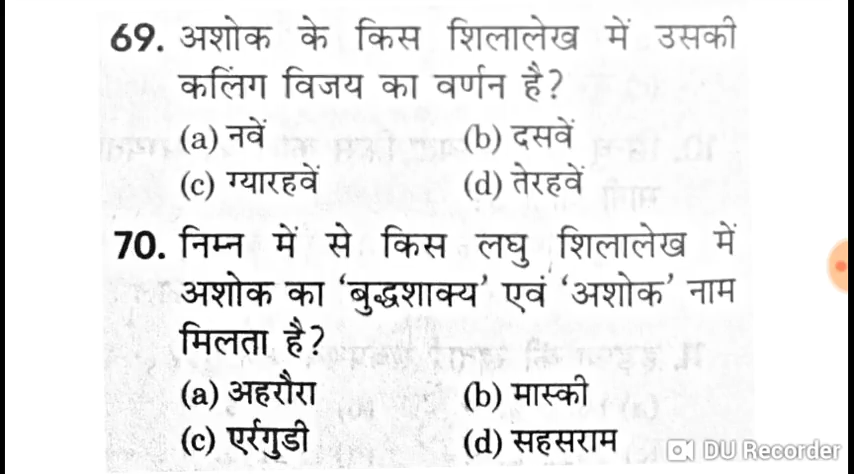 69. अशोक के किस शिलालेख में उसकी
कलिंग विजय का वर्णन है?
(a) नवें (b) दसवें
(c) ग्यारहवें (d) तेरहवें
70. निम्न में से किस लघु शिलालेख में
अशोक का ‘बुद्धशाक्य’ एवं ‘अशोक’ नाम
मिलता है?
(a) अहरौरा (b) मास्की
(c) एर्रगुडी (d) सहसराम
DU Recorder